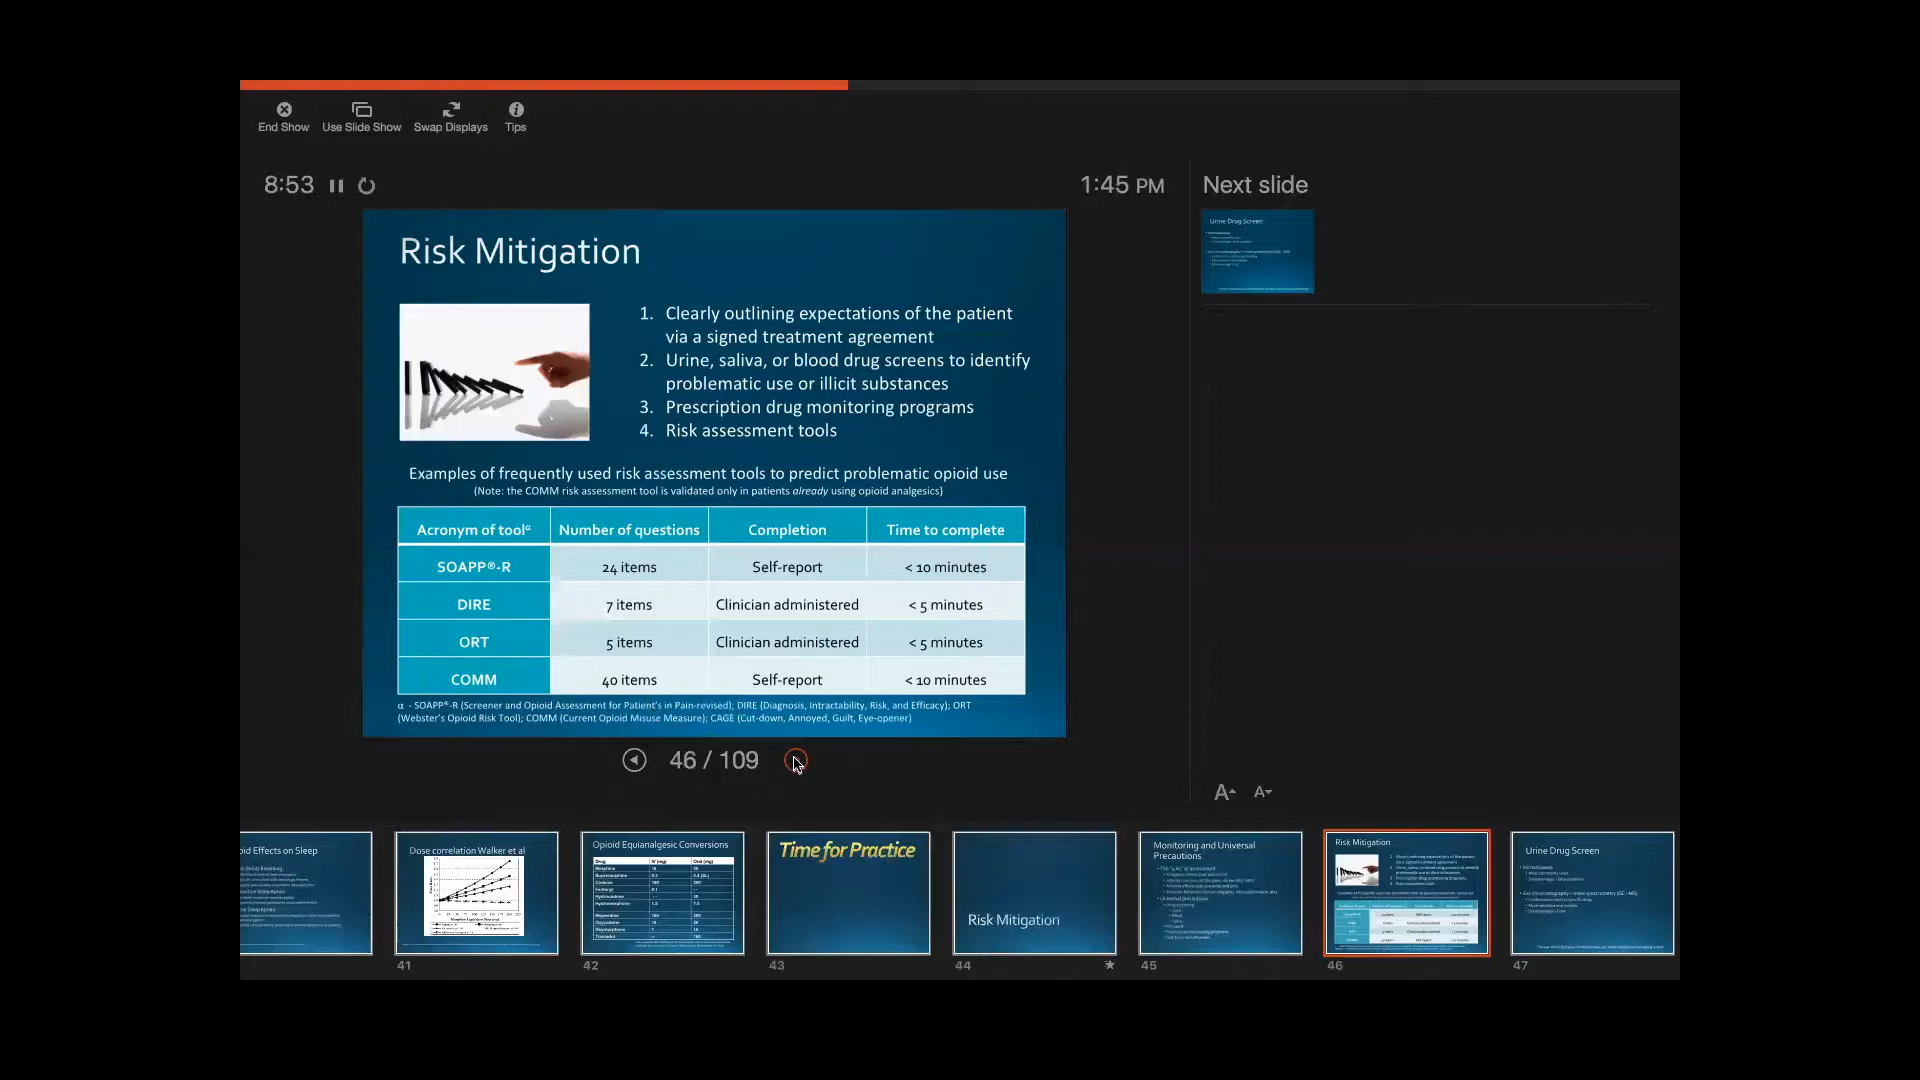 End Show
Use Slide Show
Swap Displays
Tips
8:53
1:45 PM
Next slide
Urine Drug Screen
Risk Mitigation
1. Clearly outlining expectations of the patient
via a signed treatment agreement
2. Urine, saliva, or blood drug screens to identify
problematic use or illicit substances
3. Prescription drug monitoring programs
4. Risk assessment tools
Examples of frequently used risk assessment tools to predict problematic opioid use
(Note: the COMM risk assessment tool is validated only in patients already using opioid analgesics)
Acronym of toolα Number of questions Completion Time to complete
SOAPP®-R 24 items Self-report < 10 minutes
DIRE 7 items Clinician administered < 5 minutes
ORT 5 items Clinician administered < 5 minutes
COMM 40 items Self-report < 10 minutes
α - SOAPP®-R (Screener and Opioid Assessment for Patient's in Pain-revised); DIRE (Diagnosis, Intractability, Risk, and Efficacy); ORT
(Webster's Opioid Risk Tool); COMM (Current Opioid Misuse Measure); CAGE (Cut-down, Annoyed, Guilt, Eye-opener)
46 / 109
A A
oid Effects on Sleep
Dose correlation Walker et al
41
Opioid Equianalgesic Conversions
Drug IV (mg) Oral (mg)
42
Time for Practice
43
Risk Mitigation
44
Monitoring and Universal
Precautions
45
Risk Mitigation
46
Urine Drug Screen
47